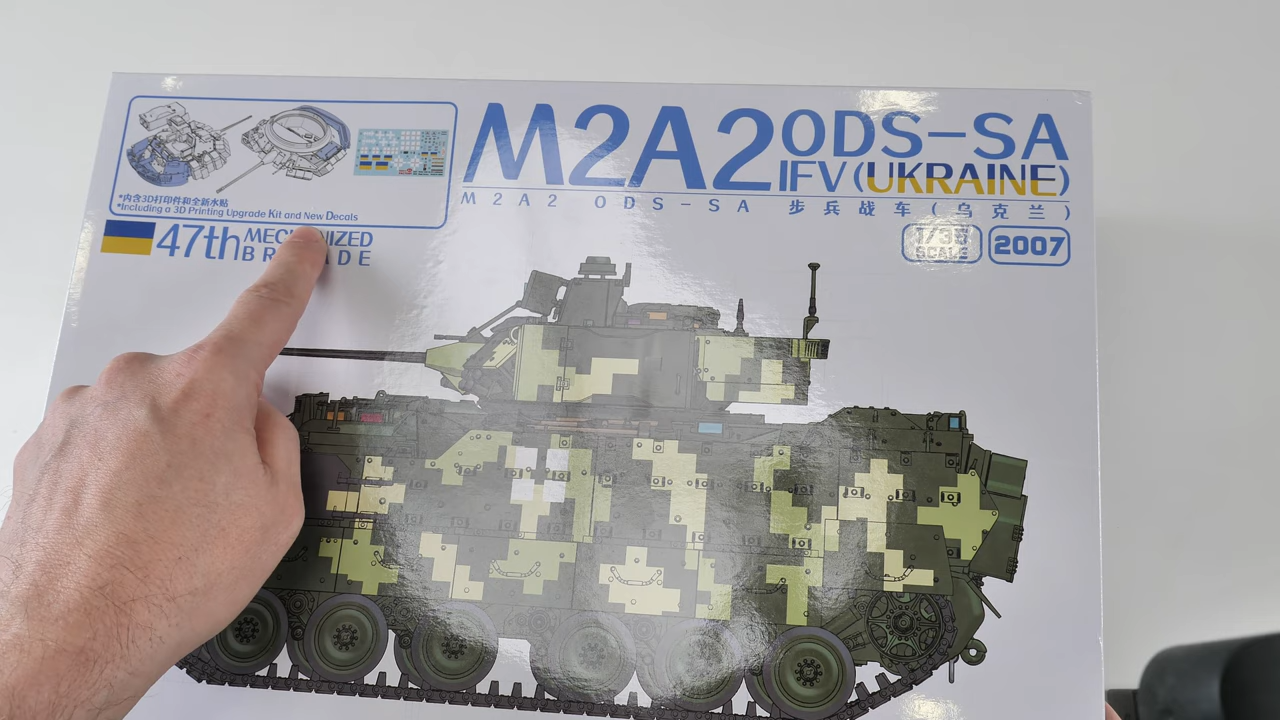 M2A2 ODS-SA
IFV (UKRAINE)
M2A2 ODS-SA 步兵战车(乌克兰)
*内含3D打印件和全新水贴
*Including a 3D Printing Upgrade Kit and New Decals
47th
1/35
SCALE
2007